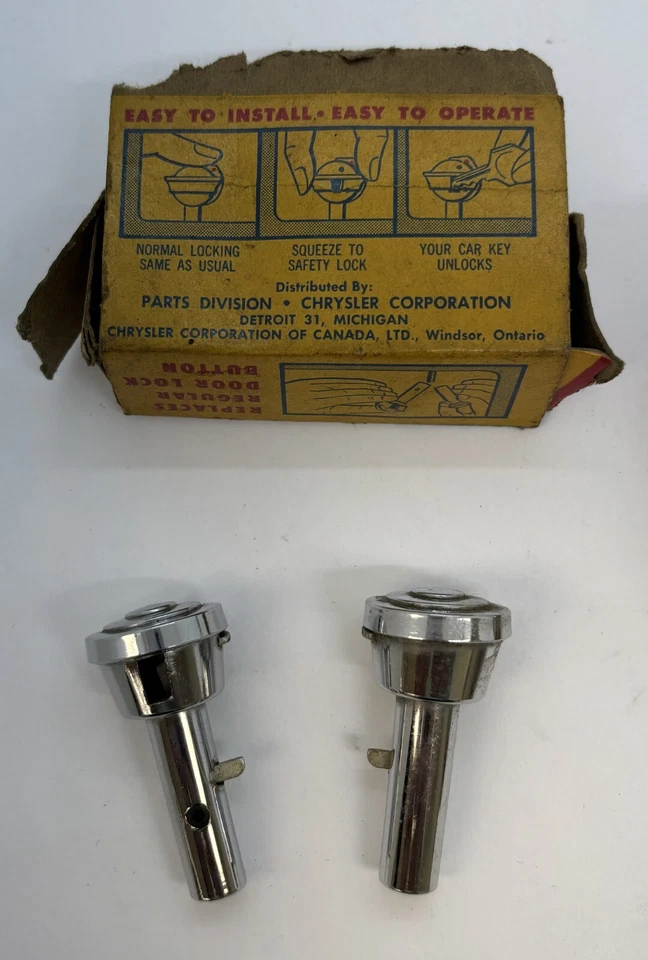 EASY TO INSTALL • EASY TO OPERATE
NORMAL LOCKING
SAME AS USUAL
SQUEEZE TO
SAFETY LOCK
YOUR CAR KEY
UNLOCKS
Distributed By:
PARTS DIVISION • CHRYSLER CORPORATION
DETROIT 31, MICHIGAN
CHRYSLER CORPORATION OF CANADA, LTD., Windsor, Ontario
REPLACES
REGULAR
DOOR LOCK
BUTTON